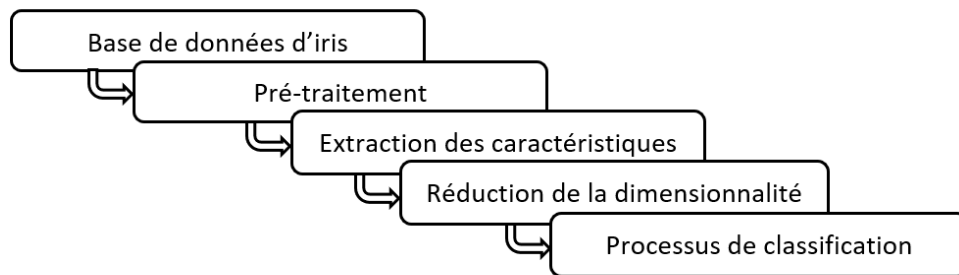 Base de données d’iris
Pré-traitement
Extraction des caractéristiques
Réduction de la dimensionnalité
Processus de classification